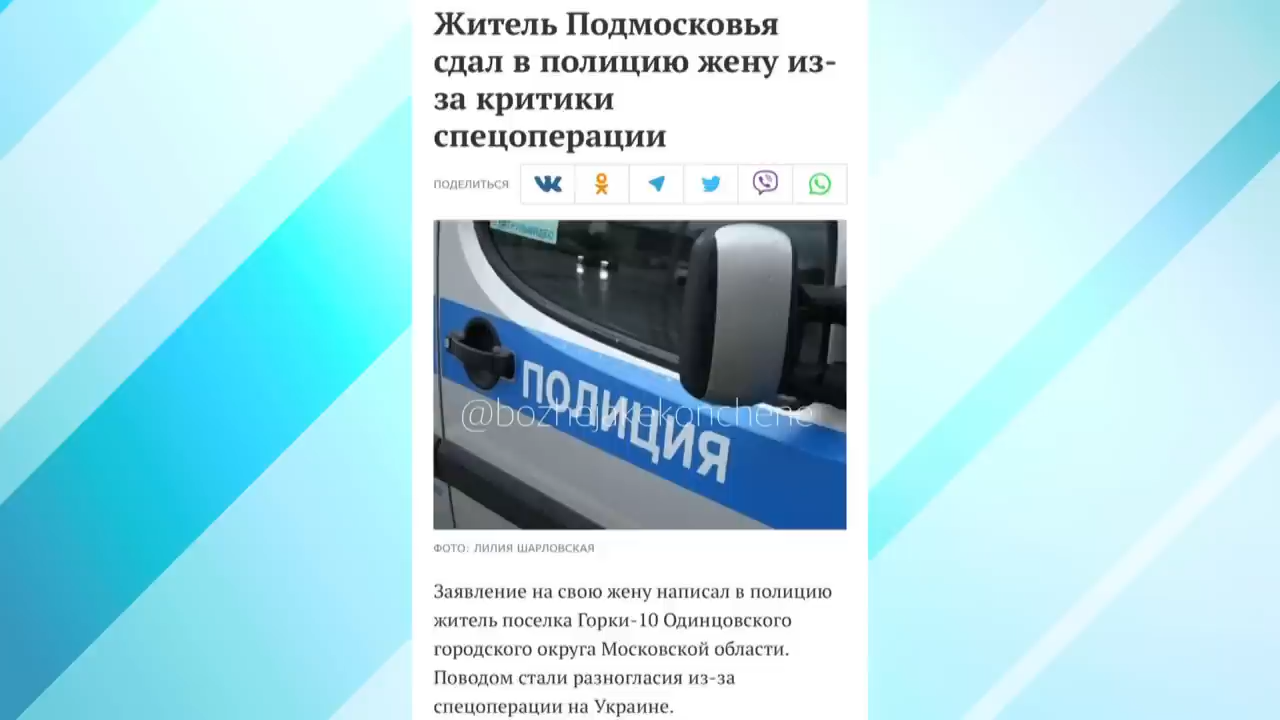 Житель Подмосковья
сдал в полицию жену из-
за критики
спецоперации
ПОДЕЛИТЬСЯ
ПОЛИЦИЯ
@bozhejakekonchene
ФОТО: ЛИЛИЯ ШАРЛОВСКАЯ
Заявление на свою жену написал в полицию
житель поселка Горки-10 Одинцовского
городского округа Московской области.
Поводом стали разногласия из-за
спецоперации на Украине.